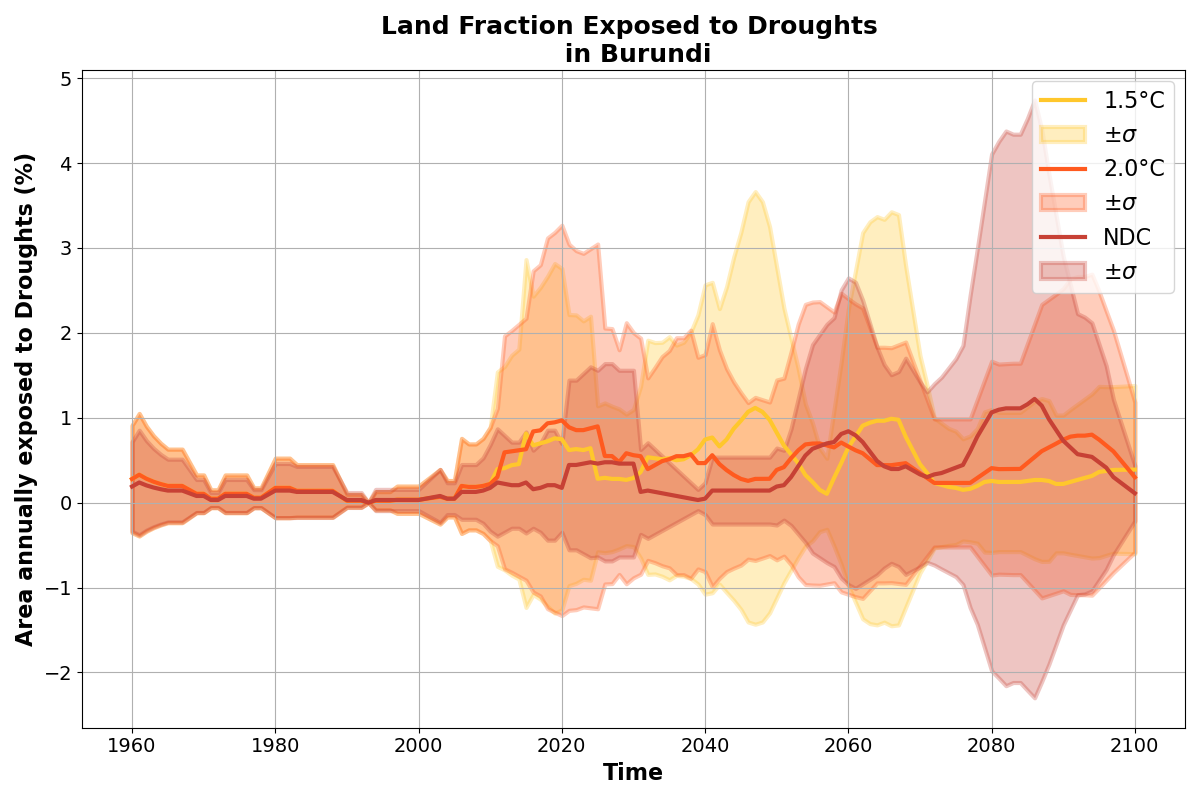 Land Fraction Exposed to Droughts
in Burundi
Area annually exposed to Droughts (%)
5
4
3
2
1
0
−1
−2
1960 1980 2000 2020 2040 2060 2080 2100
Time
1.5°C
±σ
2.0°C
±σ
NDC
±σ